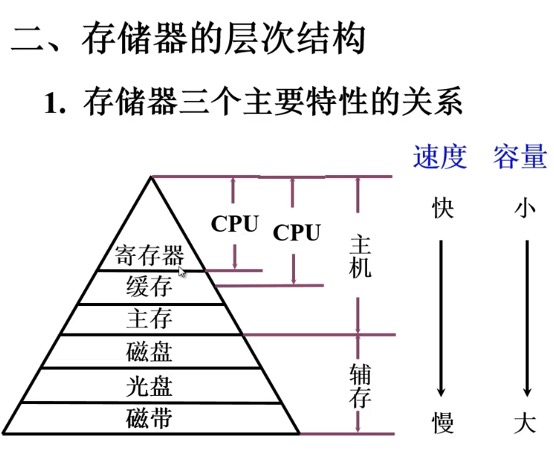 二、存储器的层次结构
1. 存储器三个主要特性的关系
速度 容量
快 小
CPU CPU
主机
寄存器
缓存
主存
磁盘
辅存
光盘
磁带
慢 大